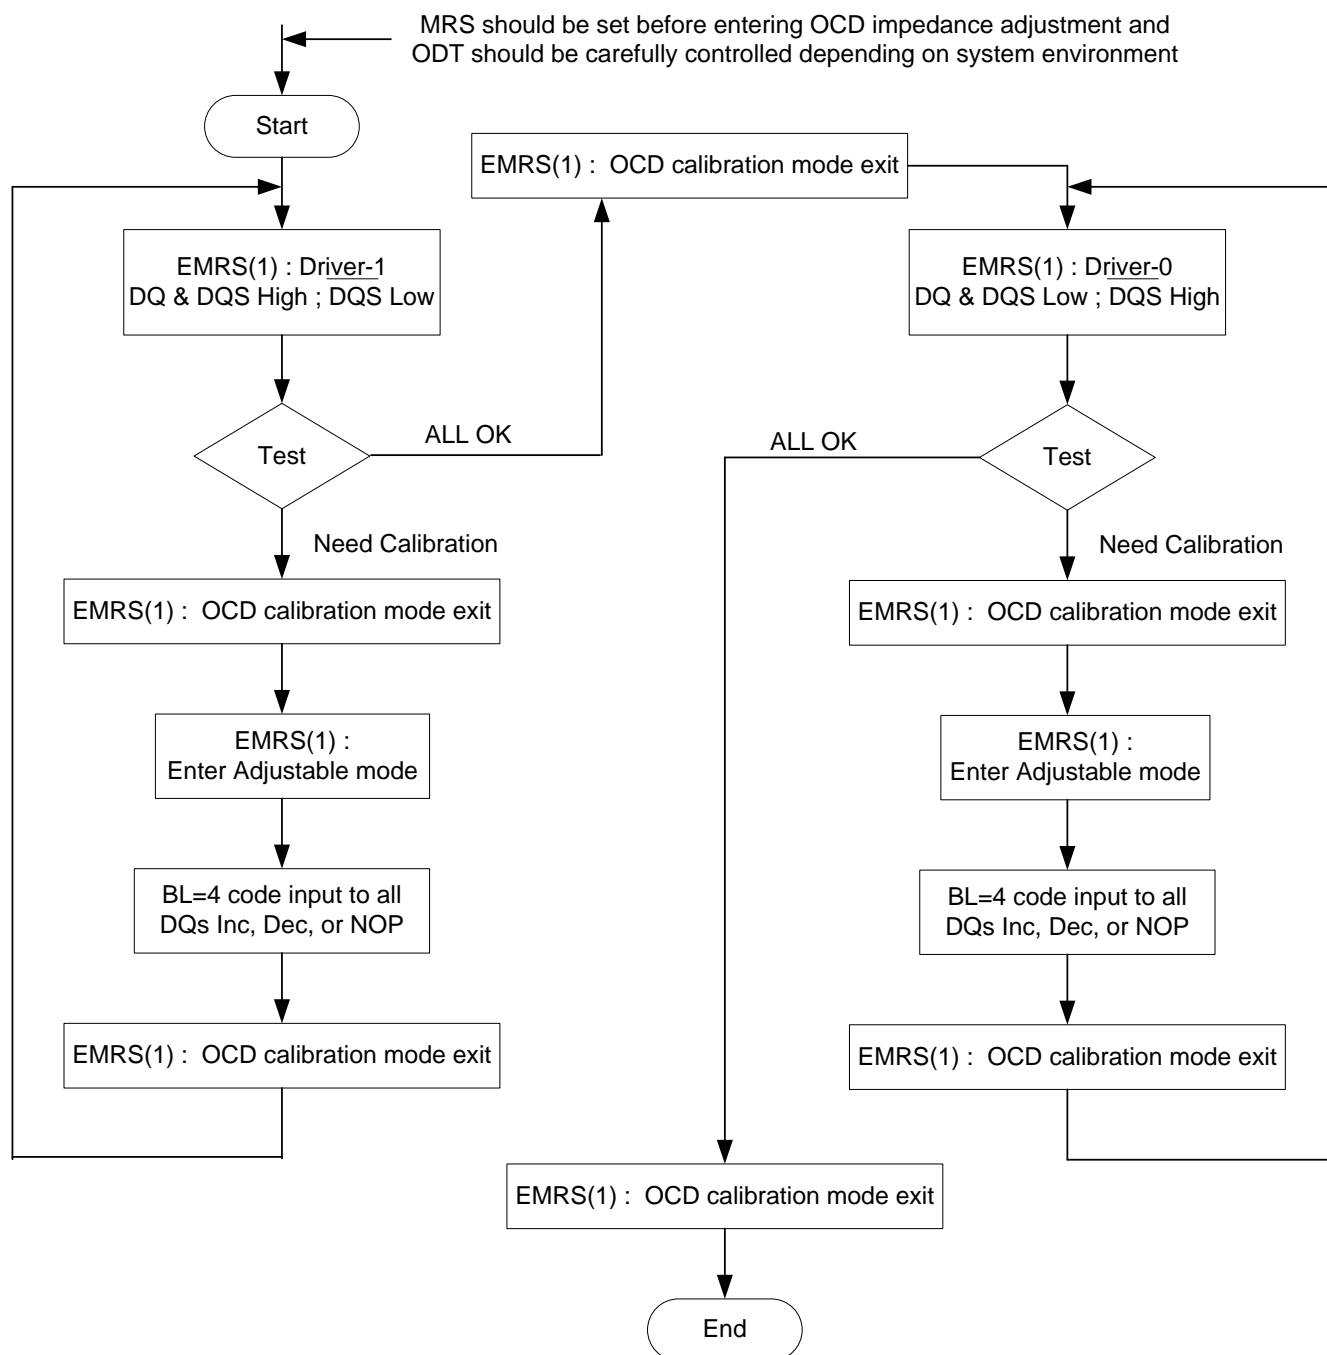 MRS should be set before entering OCD impedance adjustment and
ODT should be carefully controlled depending on system environment
Start
EMRS(1) :  OCD calibration mode exit
EMRS(1) : Driver-1
DQ & DQS High ; D̅Q̅S̅ Low
EMRS(1) : Driver-0
DQ & DQS Low ; D̅Q̅S̅ High
Test
ALL OK
ALL OK
Test
Need Calibration
Need Calibration
EMRS(1) :  OCD calibration mode exit
EMRS(1) :  OCD calibration mode exit
EMRS(1) :
Enter Adjustable mode
EMRS(1) :
Enter Adjustable mode
BL=4 code input to all
DQs Inc, Dec, or NOP
BL=4 code input to all
DQs Inc, Dec, or NOP
EMRS(1) :  OCD calibration mode exit
EMRS(1) :  OCD calibration mode exit
EMRS(1) :  OCD calibration mode exit
End